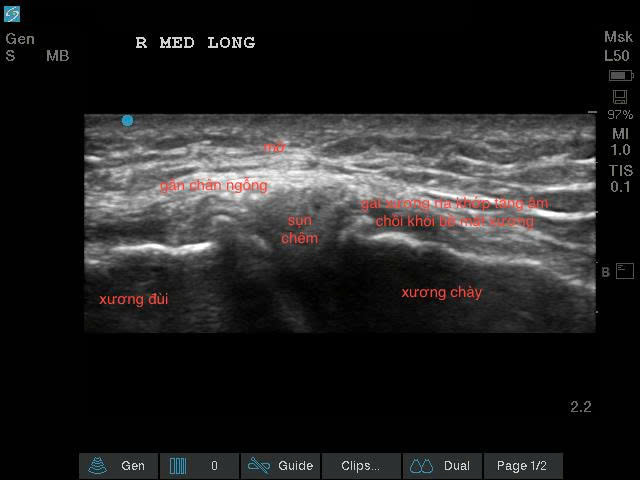 Gen
S MB
R MED LONG
Msk
L50
97%
MI
1.0
TIS
0.1
mỡ
gân chân ngỗng
gai xương rìa khớp tăng âm
chồi khỏi bề mặt xương
sụn
chêm
xương đùi
xương chày
B
2.2
Gen
0
Guide
Clips...
Dual
Page 1/2